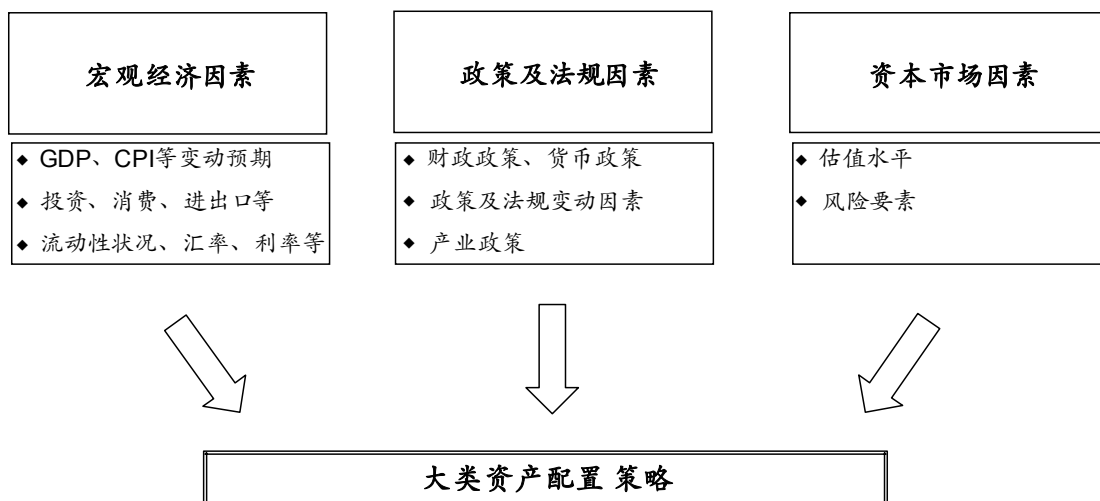 宏观经济因素
◆ GDP、CPI等变动预期
◆ 投资、消费、进出口等
◆ 流动性状况、汇率、利率等
政策及法规因素
◆ 财政政策、货币政策
◆ 政策及法规变动因素
◆ 产业政策
资本市场因素
◆ 估值水平
◆ 风险要素
大类资产配置 策略